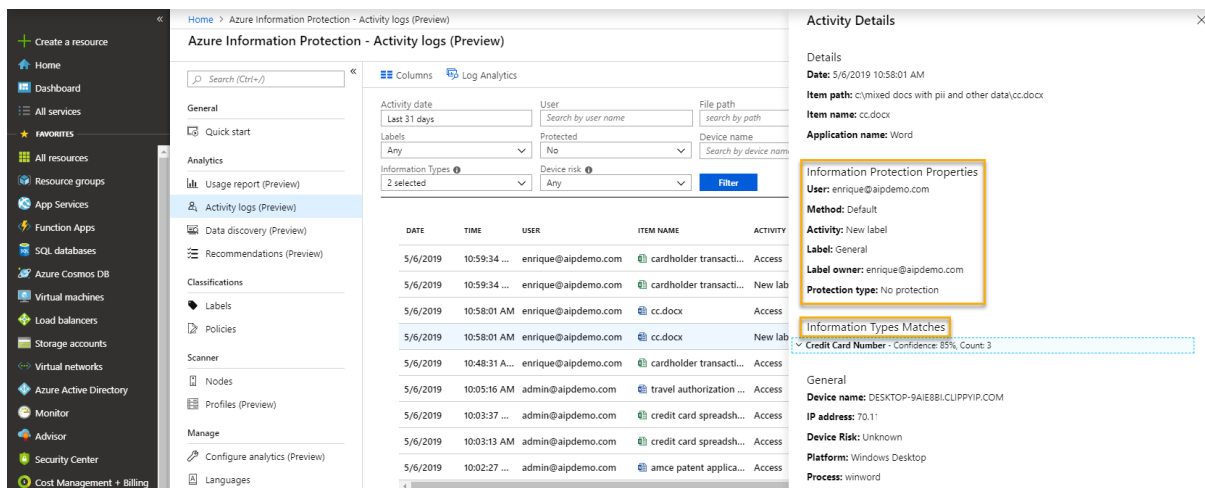 Home > Azure Information Protection - Activity logs (Preview)
Azure Information Protection - Activity logs (Preview)
Create a resource
Home
Dashboard
All services
FAVORITES
All resources
Resource groups
App Services
Function Apps
SQL databases
Azure Cosmos DB
Virtual machines
Load balancers
Storage accounts
Virtual networks
Azure Active Directory
Monitor
Advisor
Security Center
Cost Management + Billing
Search (Ctrl+/)
General
Quick start
Analytics
Usage report (Preview)
Activity logs (Preview)
Data discovery (Preview)
Recommendations (Preview)
Classifications
Labels
Policies
Scanner
Nodes
Profiles (Preview)
Manage
Configure analytics (Preview)
Languages
Columns Log Analytics
Activity date User File path
Last 31 days Search by user name search by path
Labels Protected Device name
Any No Search by device name
Information Types Device risk
2 selected Any Filter
DATE TIME USER ITEM NAME ACTIVITY
5/6/2019 10:59:34 ... enrique@aipdemo.com cardholder transacti... Access
5/6/2019 10:59:34 ... enrique@aipdemo.com cardholder transacti... New lab
5/6/2019 10:58:01 AM enrique@aipdemo.com cc.docx Access
5/6/2019 10:58:01 AM enrique@aipdemo.com cc.docx New lab
5/6/2019 10:48:31 A... enrique@aipdemo.com cardholder transacti... Access
5/6/2019 10:05:16 AM admin@aipdemo.com travel authorization ... Access
5/6/2019 10:03:37 ... admin@aipdemo.com credit card spreadsh... Access
5/6/2019 10:03:13 AM admin@aipdemo.com credit card spreadsh... Access
5/6/2019 10:02:27 ... admin@aipdemo.com amce patent applica... Access
Activity Details
Details
Date: 5/6/2019 10:58:01 AM
Item path: c:\mixed docs with pii and other data\cc.docx
Item name: cc.docx
Application name: Word
Information Protection Properties
User: enrique@aipdemo.com
Method: Default
Activity: New label
Label: General
Label owner: enrique@aipdemo.com
Protection type: No protection
Information Types Matches
Credit Card Number - Confidence: 85%, Count: 3
General
Device name: DESKTOP-9AIE8BI.CLIPPYIP.COM
IP address: 70.11
Device Risk: Unknown
Platform: Windows Desktop
Process: winword